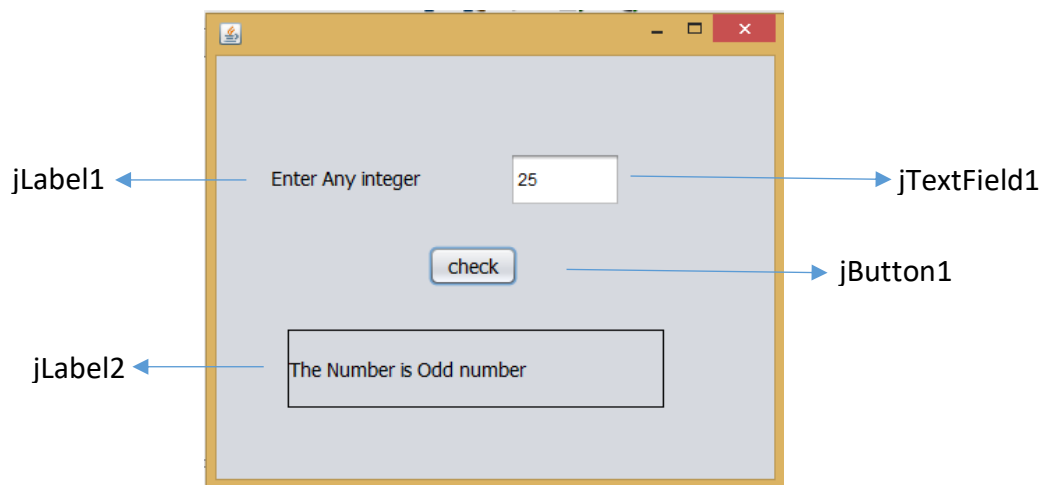 jLabel1
Enter Any integer
25
jTextField1
check
jButton1
jLabel2
The Number is Odd number